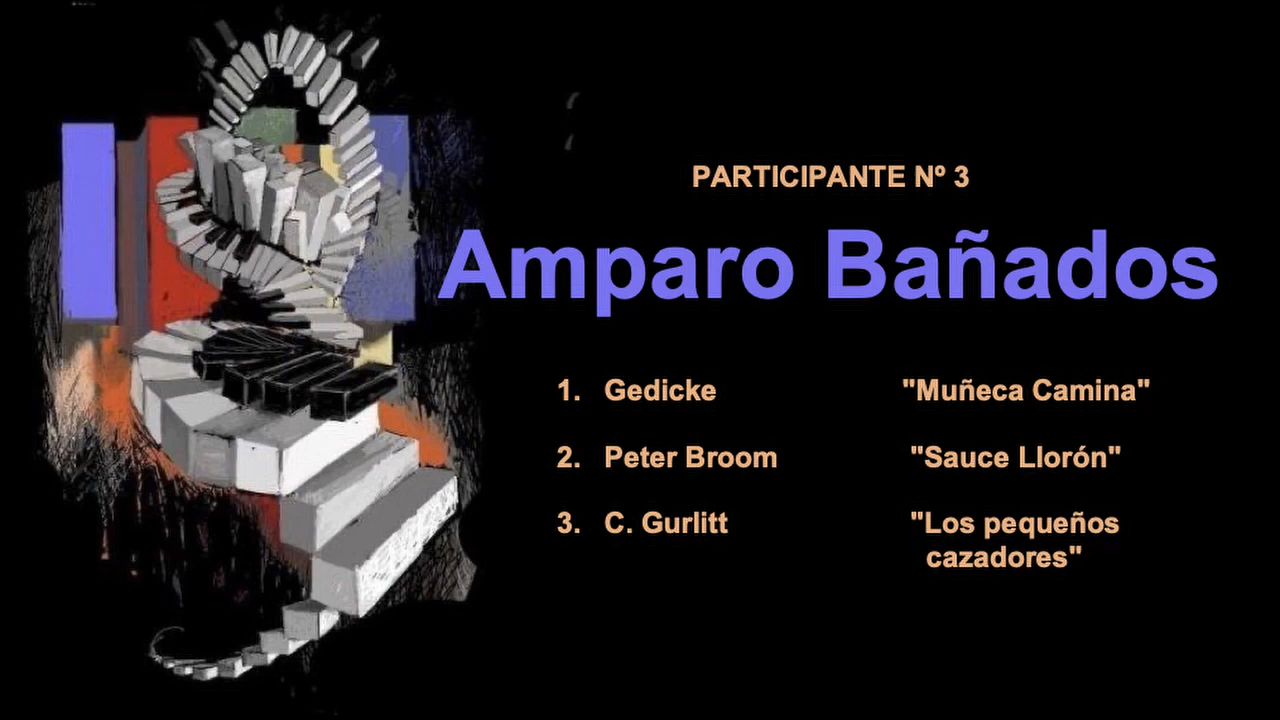 PARTICIPANTE Nº 3
Amparo Bañados
1. Gedicke "Muñeca Camina"
2. Peter Broom "Sauce Llorón"
3. C. Gurlitt "Los pequeños
cazadores"